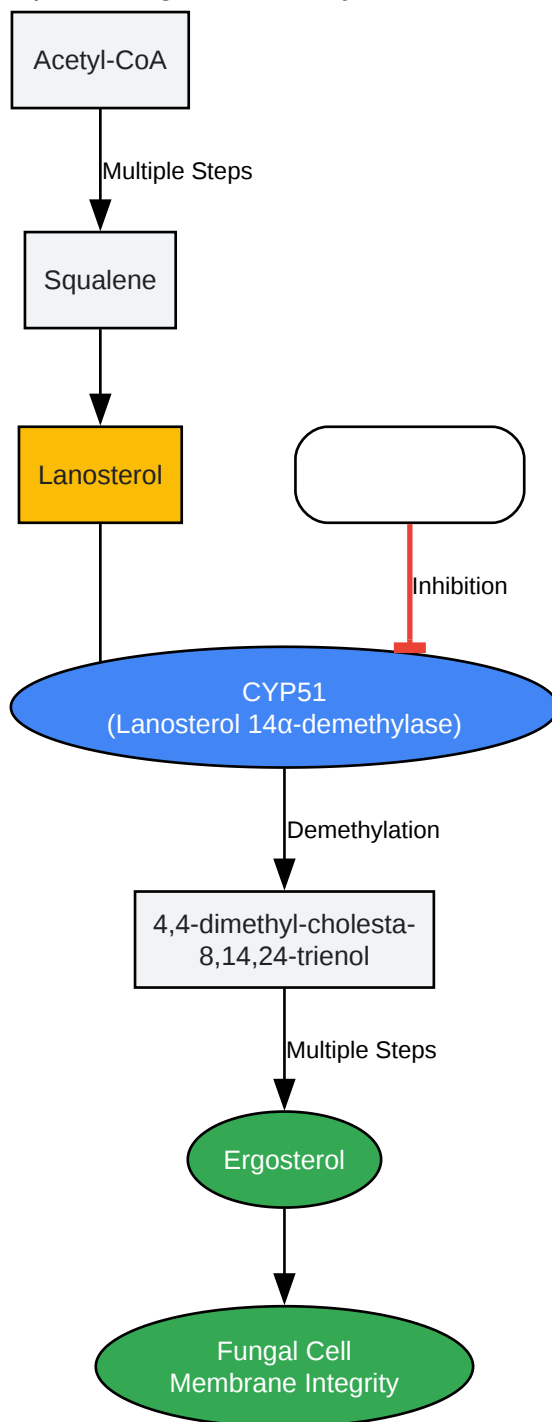 Acetyl-CoA
Multiple Steps
Squalene
Lanosterol
Inhibition
CYP51
(Lanosterol 14α-demethylase)
Demethylation
4,4-dimethyl-cholesta-
8,14,24-trienol
Multiple Steps
Ergosterol
Fungal Cell
Membrane Integrity